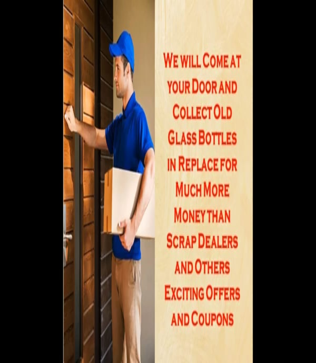 We will Come at
your Door and
Collect Old
Glass Bottles
in Replace for
Much More
Money than
Scrap Dealers
and Others
Exciting Offers
and Coupons